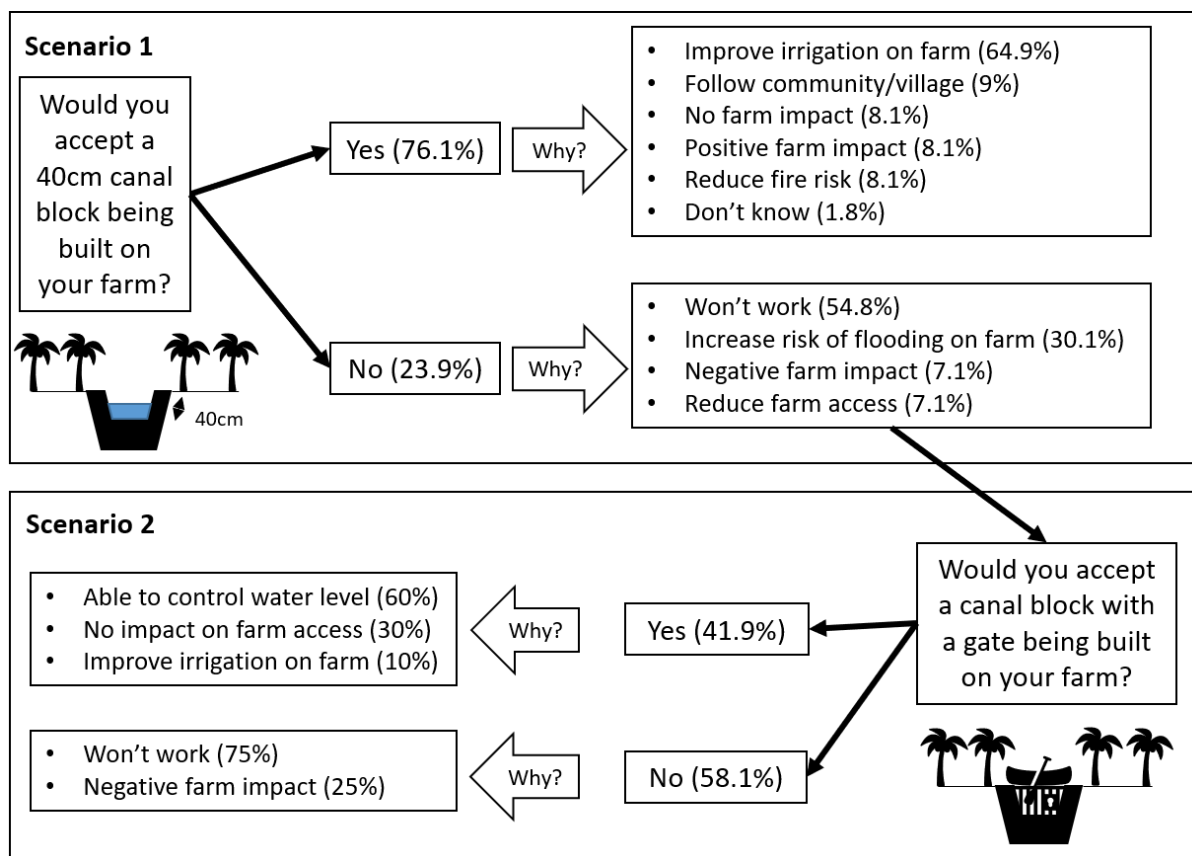 Scenario 1
Would you
accept a
40cm canal
block being
built on
your farm?
40cm
Yes (76.1%)
Why?
• Improve irrigation on farm (64.9%)
• Follow community/village (9%)
• No farm impact (8.1%)
• Positive farm impact (8.1%)
• Reduce fire risk (8.1%)
• Don't know (1.8%)
No (23.9%)
Why?
• Won't work (54.8%)
• Increase risk of flooding on farm (30.1%)
• Negative farm impact (7.1%)
• Reduce farm access (7.1%)
Scenario 2
Would you accept
a canal block with
a gate being built
on your farm?
Yes (41.9%)
Why?
• Able to control water level (60%)
• No impact on farm access (30%)
• Improve irrigation on farm (10%)
No (58.1%)
Why?
• Won't work (75%)
• Negative farm impact (25%)